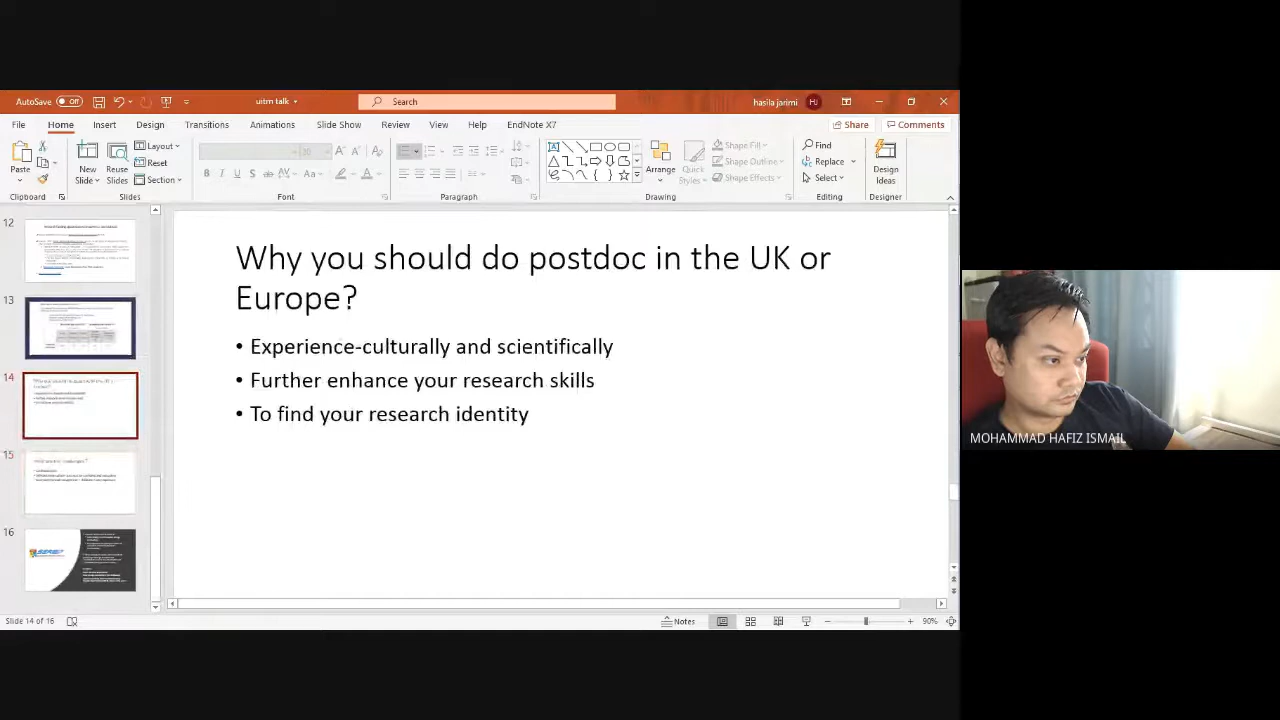 AutoSave Off uitm talk Search hasila jarimi HJ
File Home Insert Design Transitions Animations Slide Show Review View Help EndNote X7 Share Comments
Paste New Slide Reuse Slides Layout Reset Section Arrange Quick Styles Shape Fill Shape Outline Shape Effects Find Replace Select Design Ideas
Clipboard Slides Font Paragraph Drawing Editing Designer
12
13
14
15
16
Why you should do postdoc in the UK or
Europe?
• Experience-culturally and scientifically
• Further enhance your research skills
• To find your research identity
MOHAMMAD HAFIZ ISMAIL
Slide 14 of 16 Notes 90%